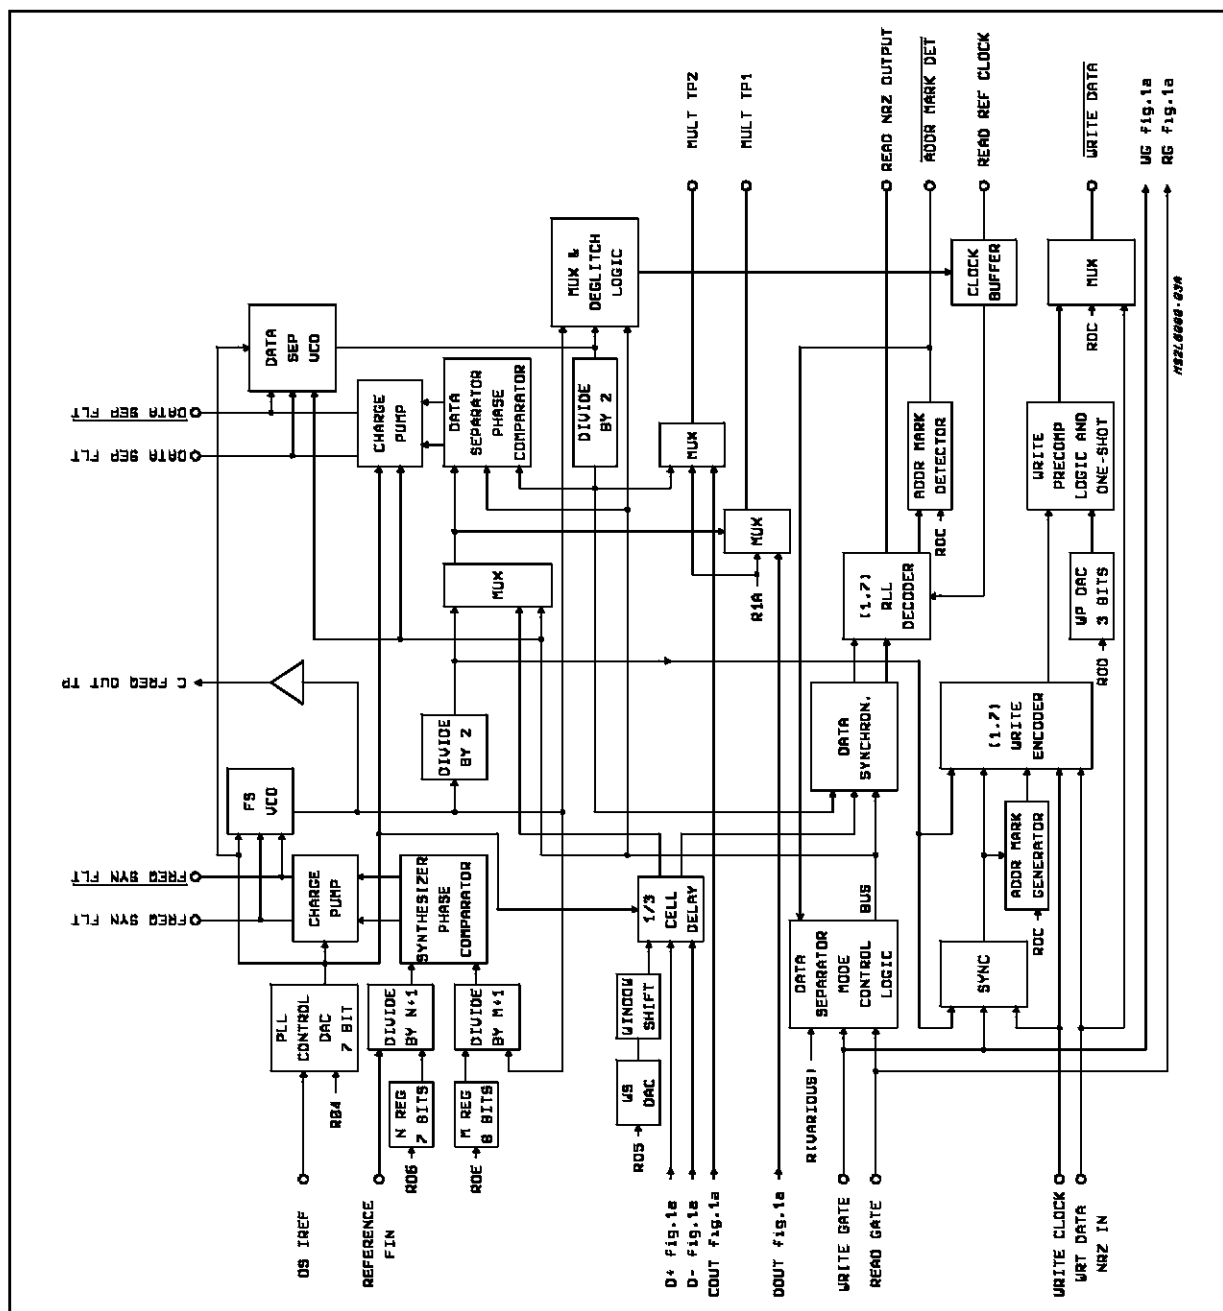 DS IREF
REFERENCE
FIN
D+ fig.1a
D- fig.1a
COUT fig.1a
DOUT fig.1a
WRITE GATE
READ GATE
WRITE CLOCK
WRT DATA
NRZ IN
R04
R06
R0E
R05
R(VARIOUS)
N REG
7 BITS
M REG
8 BITS
WS
DAC
PLL
CONTROL
DAC
7 BIT
DIVIDE
BY N+1
DIVIDE
BY M+1
WINDOW
SHIFT
DATA
SEPARATOR
MODE
CONTROL
LOGIC
BUS
SYNC
RDC
FREQ SYN FLT
FREQ SYN FLT
CHARGE
PUMP
SYNTHESIZER
PHASE
COMPARATOR
1/3
CELL
DELAY
ADDR MARK
GENERATOR
FS
VCO
DIVIDE
BY 2
DATA
SYNCHRON.
(1.7)
WRITE
ENCODER
C FREQ OUT TP
MUX
R1A
(1.7)
RLL
DECODER
WP DAC
3 BITS
ROD
DATA SEP FLT
DATA SEP FLT
CHARGE
PUMP
DATA
SEPARATOR
PHASE
COMPARATOR
DIVIDE
BY 2
MUX
MUX
ADDR MARK
DETECTOR
RDC
WRITE
PRECOMP
LOGIC AND
ONE-SHOT
DATA
SEP
VCO
MUX &
DEGLITCH
LOGIC
CLOCK
BUFFER
MUX
RDC
MULT TP2
MULT TP1
READ NRZ OUTPUT
ADDR MARK DET
READ REF CLOCK
WRITE DATA
WG fig.1a
RG fig.1a